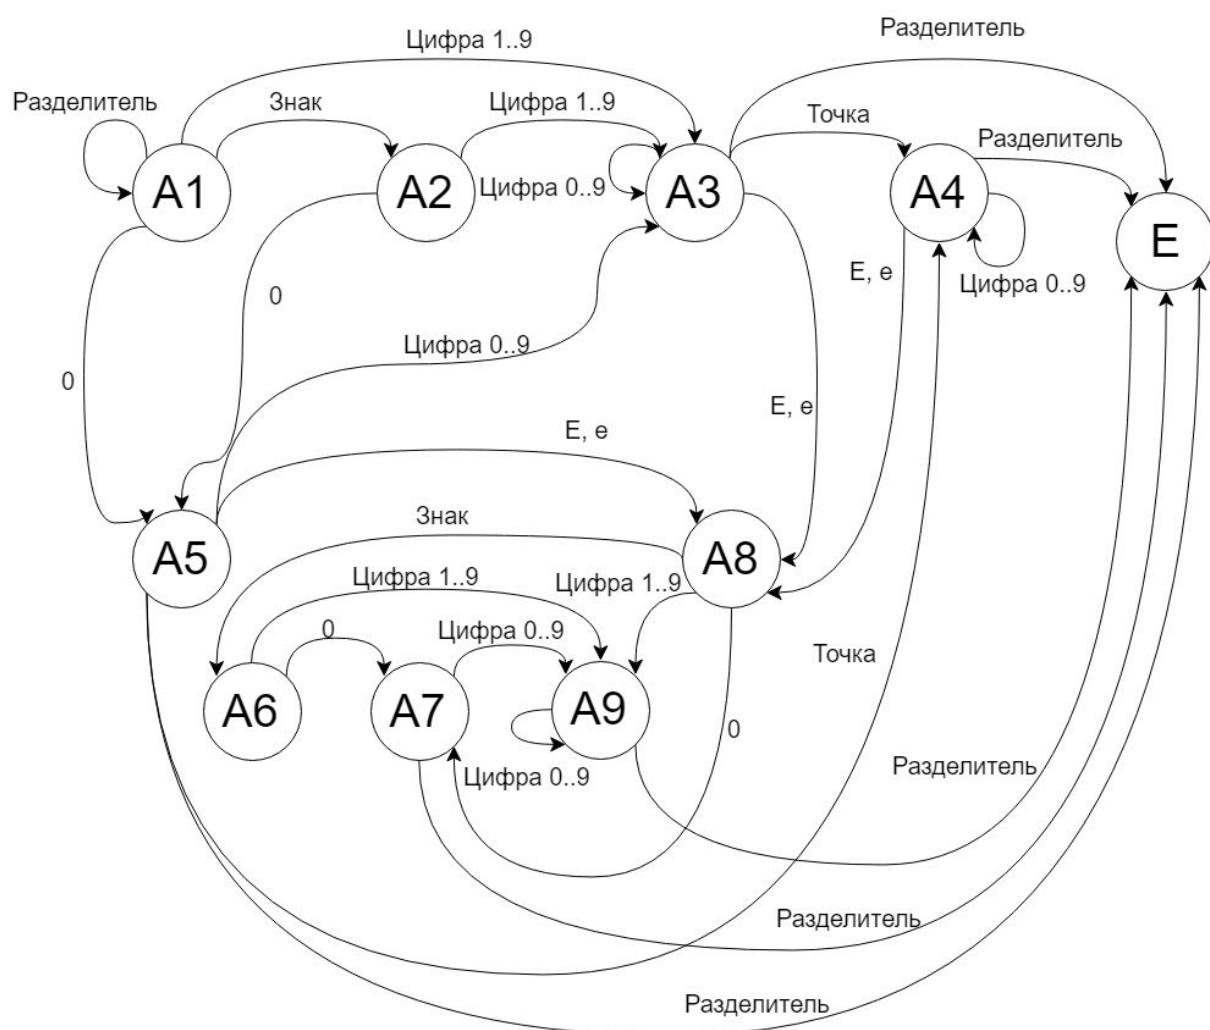 Разделитель
Цифра 1..9
Разделитель
Знак
Цифра 1..9
Точка
Разделитель
A1
A2
Цифра 0..9
A3
A4
E
0
E, e
Цифра 0..9
Цифра 0..9
0
E, e
E, e
A5
Знак
A8
Цифра 1..9
Цифра 1..9
0
Цифра 0..9
Точка
A6
A7
A9
0
Цифра 0..9
Разделитель
Разделитель
Разделитель